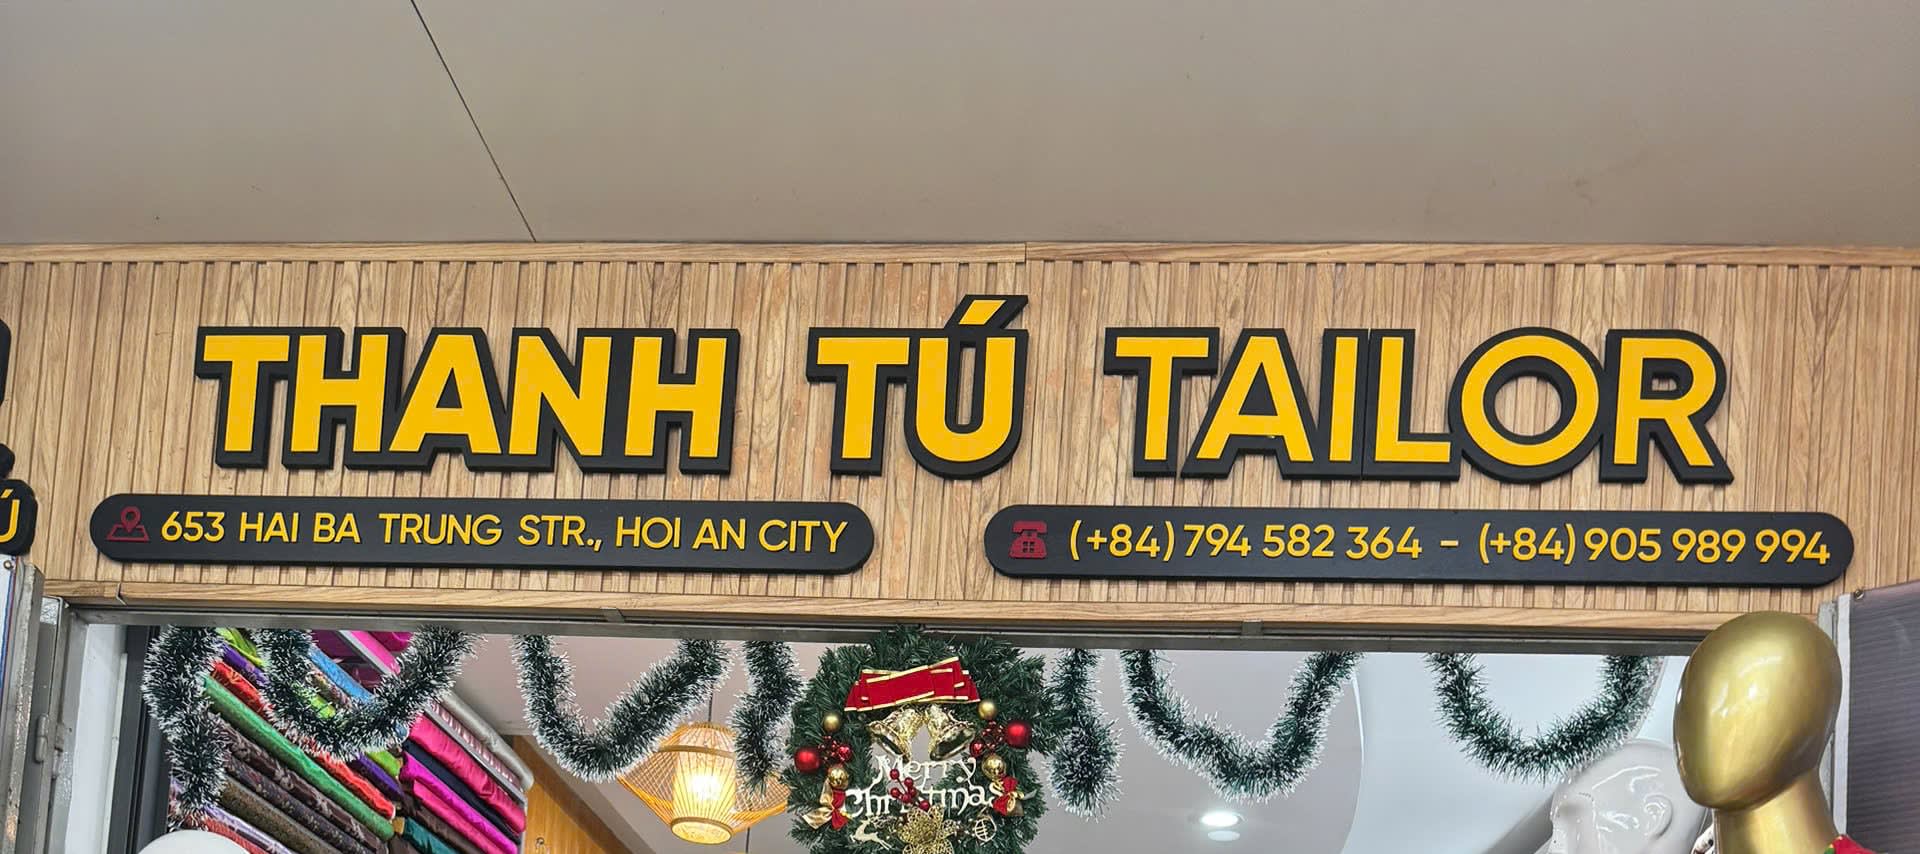 THANH TÚ TAILOR
653 HAI BA TRUNG STR., HOI AN CITY
(+84) 794 582 364 - (+84) 905 989 994
Ú
Merry
Christmas